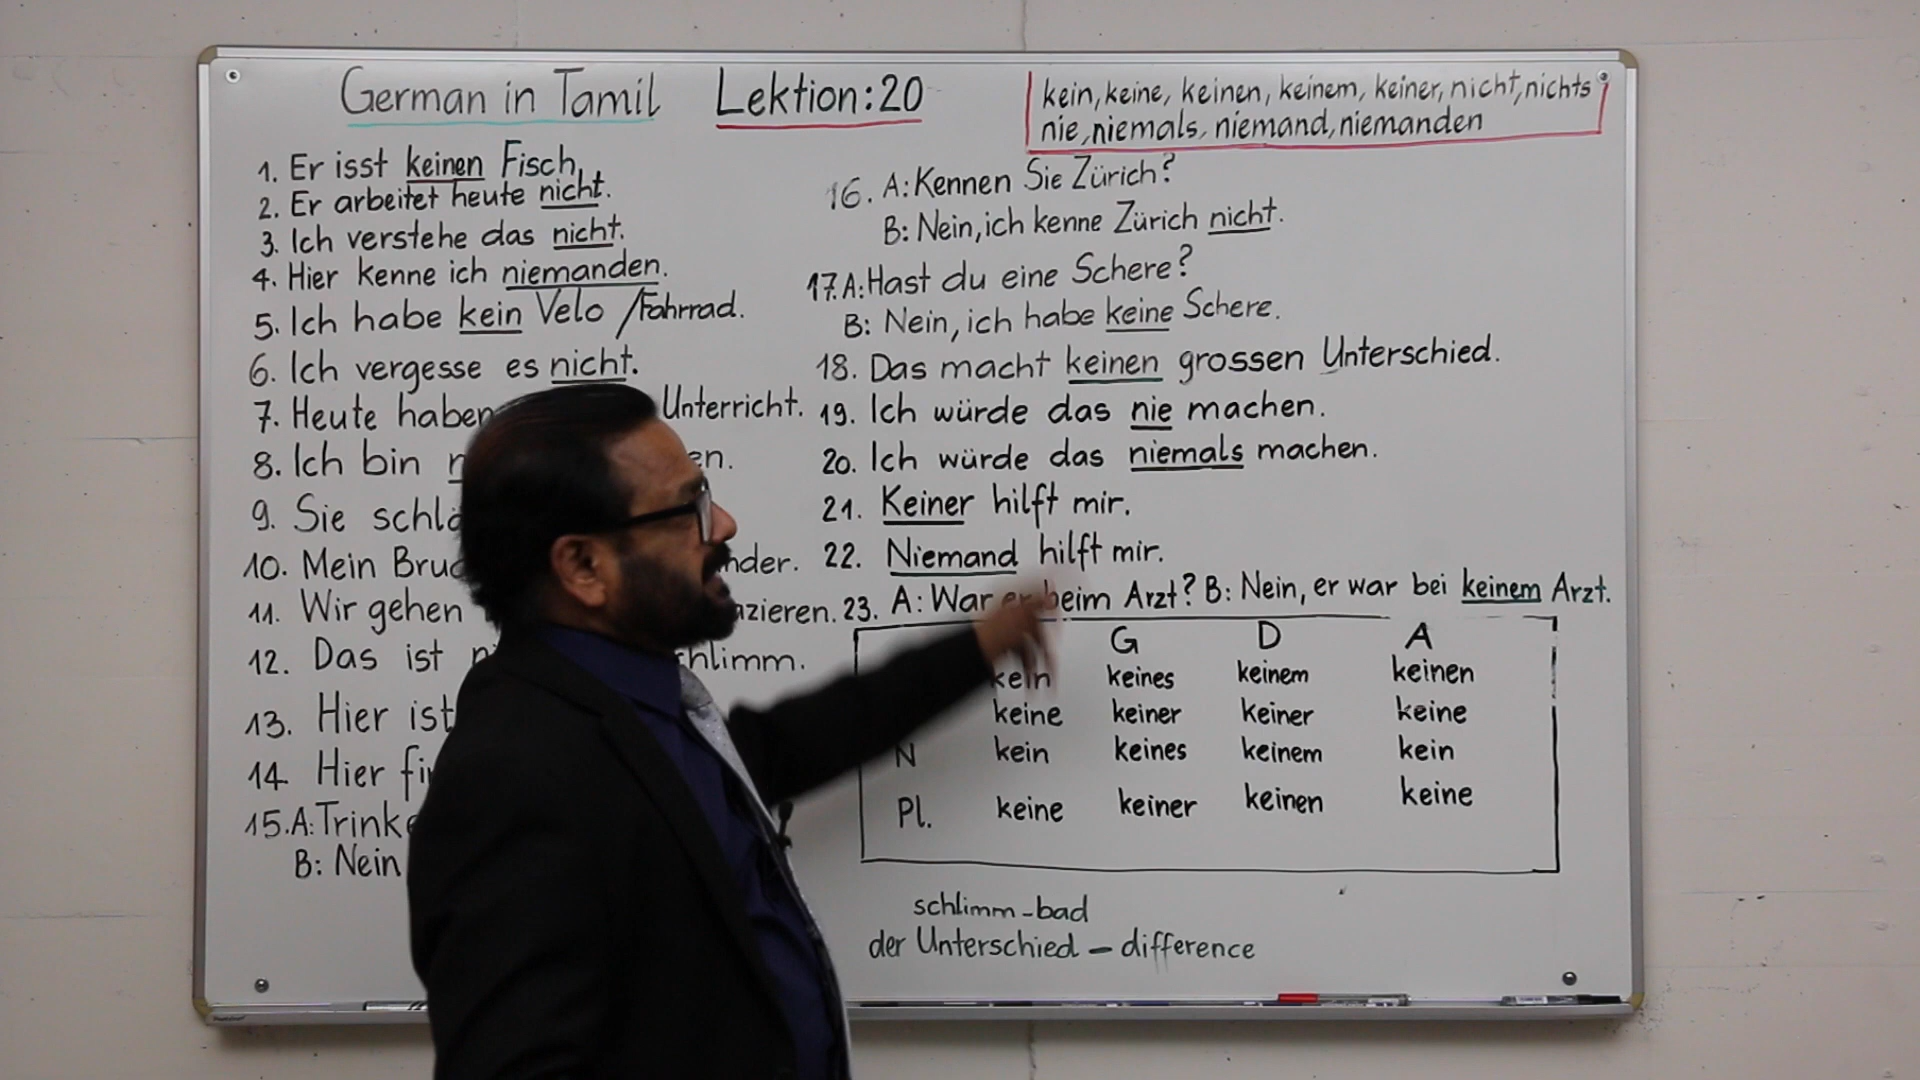 German in Tamil Lektion:20
kein, keine, keinen, keinem, keiner, nicht, nichts
nie, niemals, niemand, niemanden
1. Er isst keinen Fisch.
2. Er arbeitet heute nicht.
3. Ich verstehe das nicht.
4. Hier kenne ich niemanden.
5. Ich habe kein Velo /Fahrrad.
6. Ich vergesse es nicht.
7. Heute haben Unterricht.
8. Ich bin
9. Sie
10. Mein
11. Wir gehen
12. Das ist
13. Hier ist
14. Hier
15. A:
B: Nein
16. A: Kennen Sie Zürich?
B: Nein, ich kenne Zürich nicht.
17. A: Hast du eine Schere?
B: Nein, ich habe keine Schere.
18. Das macht keinen grossen Unterschied.
19. Ich würde das nie machen.
20. Ich würde das niemals machen.
21. Keiner hilft mir.
22. Niemand hilft mir.
23. A: War er beim Arzt? B: Nein, er war bei keinem Arzt.
G D A
kein keines keinem keinen
keine keiner keiner keine
N kein keines keinem kein
Pl. keine keiner keinen keine
schlimm - bad
der Unterschied - difference